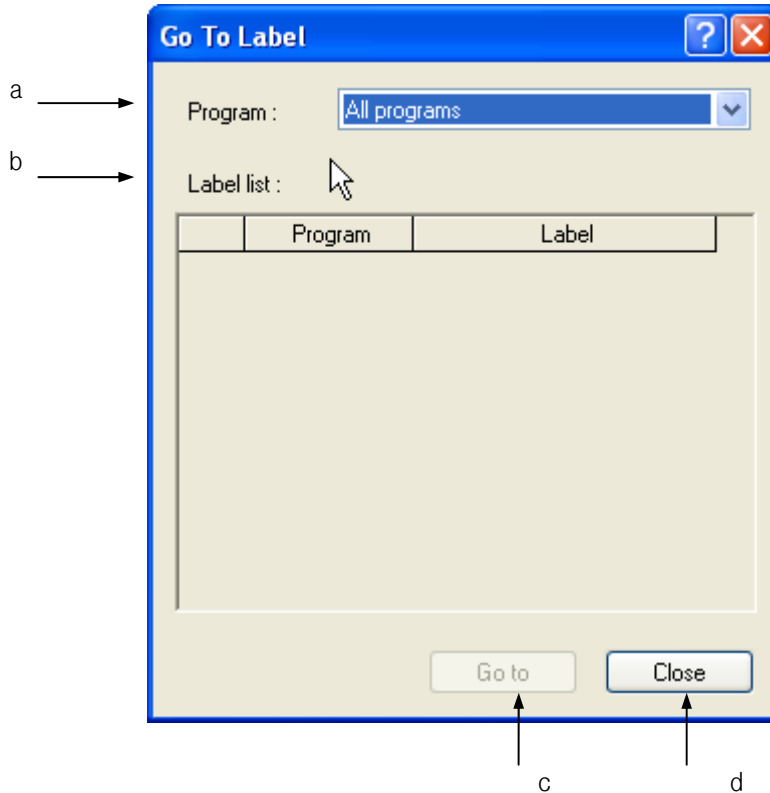 Go To Label
a
Program :
All programs
b
Label list :
Program
Label
Go to
Close
c
d